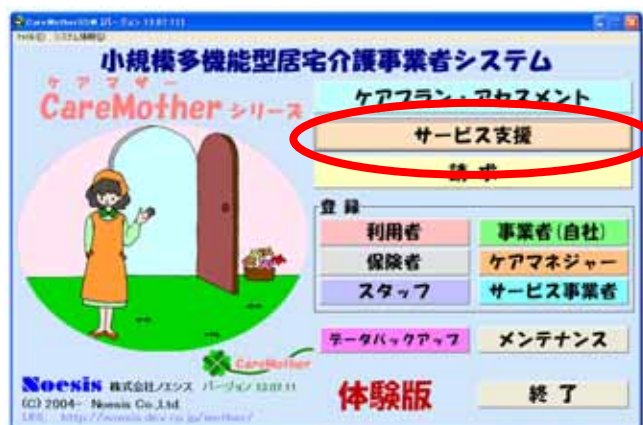 小規模多機能型居宅介護事業者システム
ケアマザー
CareMother シリーズ
ケアプラン・アセスメント
サービス支援
請求
登録
利用者
事業者(自社)
保険者
ケアマネジャー
スタッフ
サービス事業者
データバックアップ
メンテナンス
CareMother
Noesis 株式会社ノエシス バージョン 13.07.11
(C) 2004- Noesis Co.,Ltd
体験版
終了